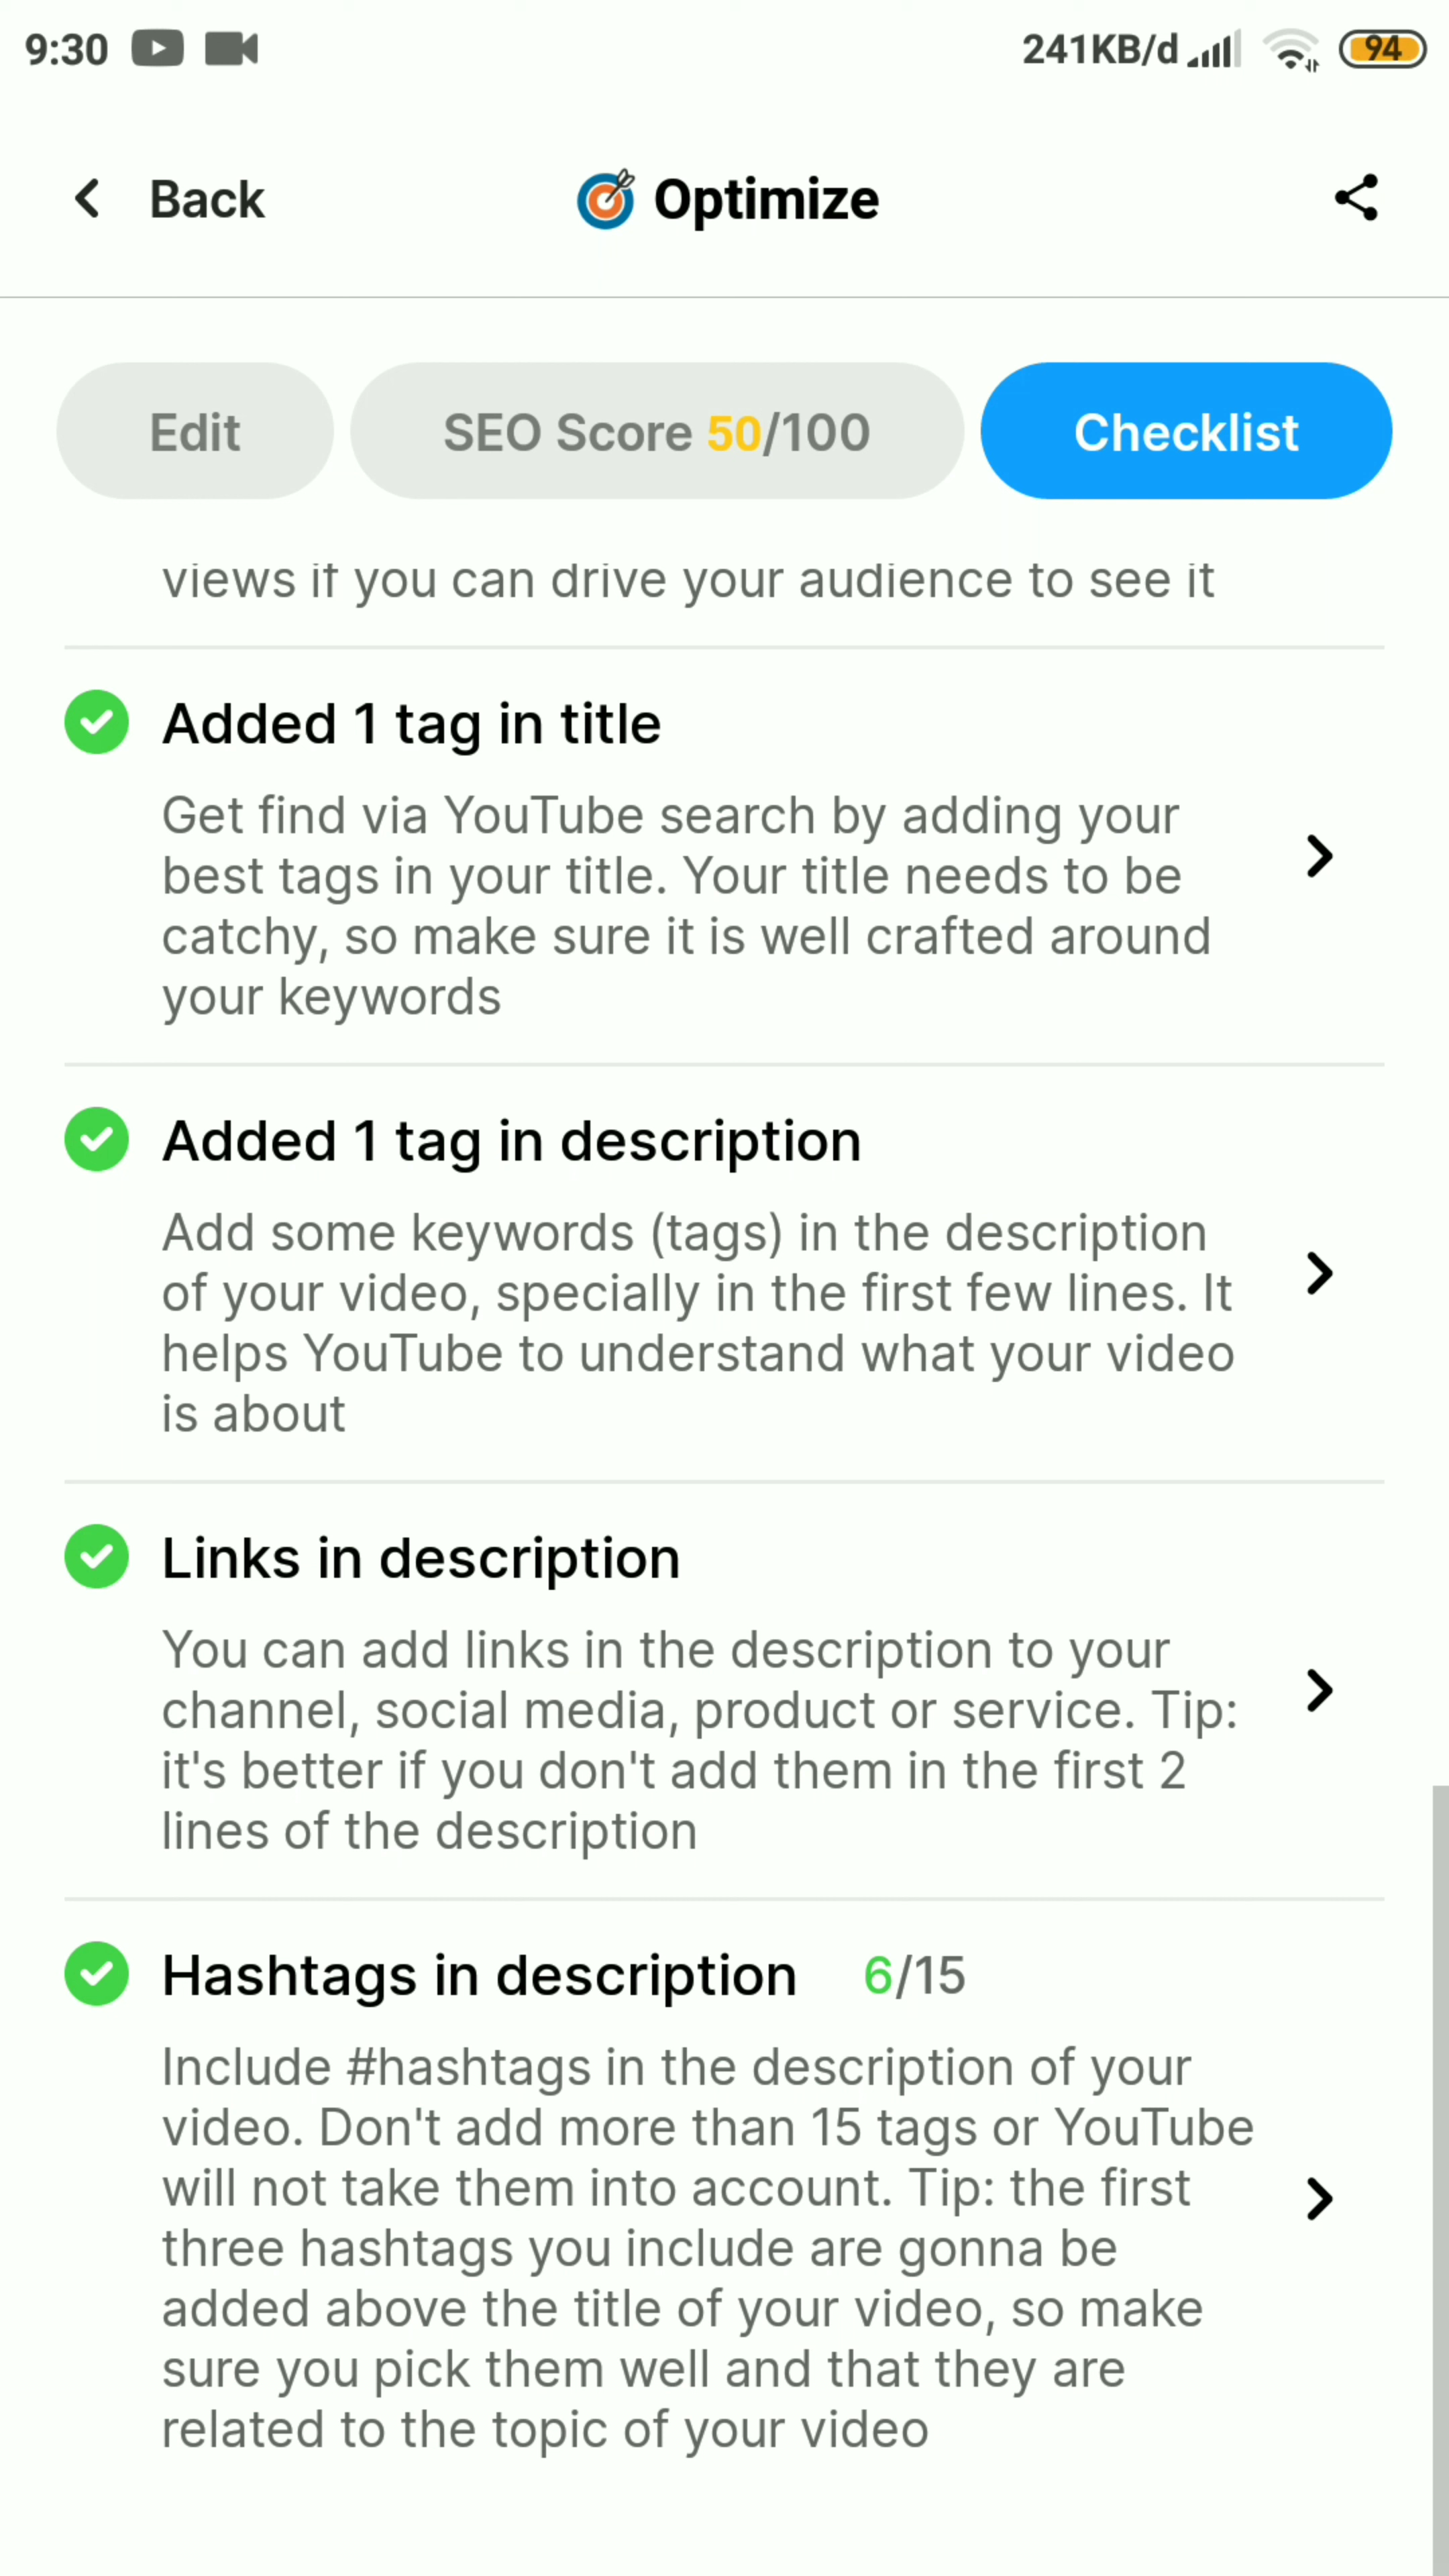 9:30
241KB/d
94
Back
Optimize
Edit
SEO Score 50/100
Checklist
views if you can drive your audience to see it
Added 1 tag in title
Get find via YouTube search by adding your
best tags in your title. Your title needs to be
catchy, so make sure it is well crafted around
your keywords
Added 1 tag in description
Add some keywords (tags) in the description
of your video, specially in the first few lines. It
helps YouTube to understand what your video
is about
Links in description
You can add links in the description to your
channel, social media, product or service. Tip:
it's better if you don't add them in the first 2
lines of the description
Hashtags in description 6/15
Include #hashtags in the description of your
video. Don't add more than 15 tags or YouTube
will not take them into account. Tip: the first
three hashtags you include are gonna be
added above the title of your video, so make
sure you pick them well and that they are
related to the topic of your video